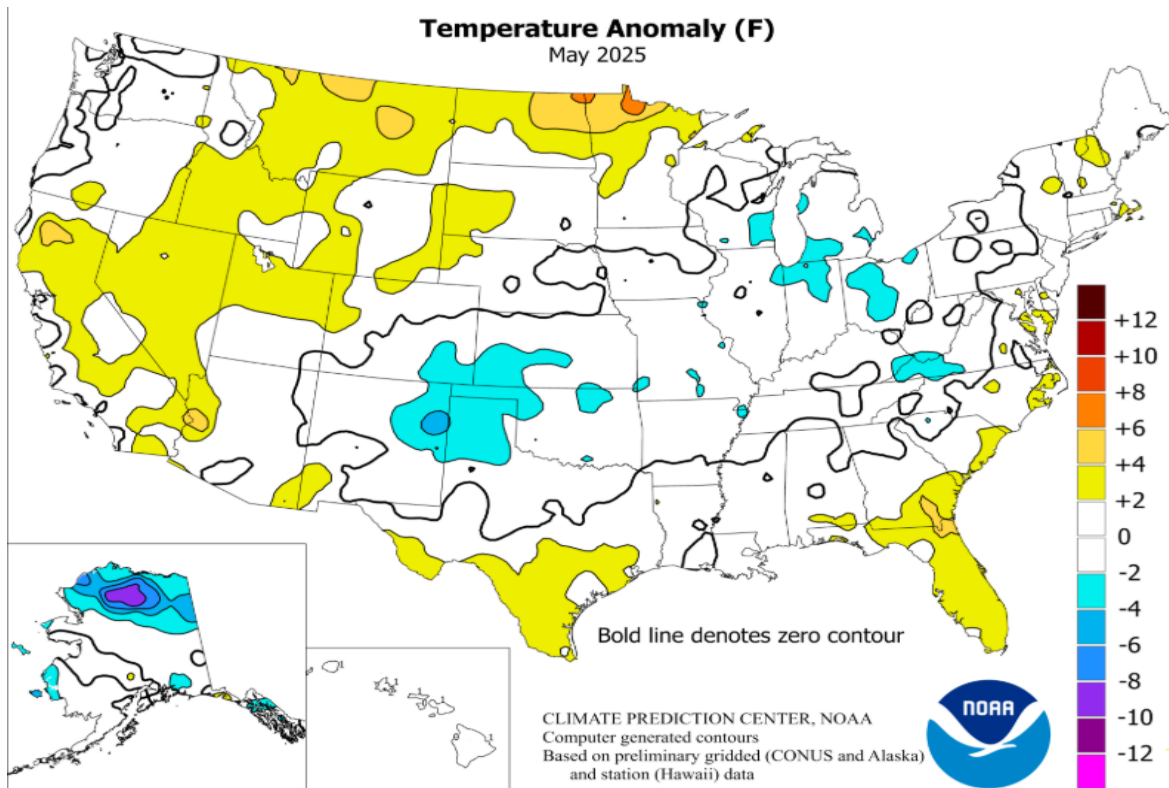 Temperature Anomaly (F)
May 2025
+12
+10
+8
+6
+4
+2
0
-2
-4
-6
-8
-10
-12
Bold line denotes zero contour
CLIMATE PREDICTION CENTER, NOAA
Computer generated contours
Based on preliminary gridded (CONUS and Alaska)
and station (Hawaii) data
NOAA